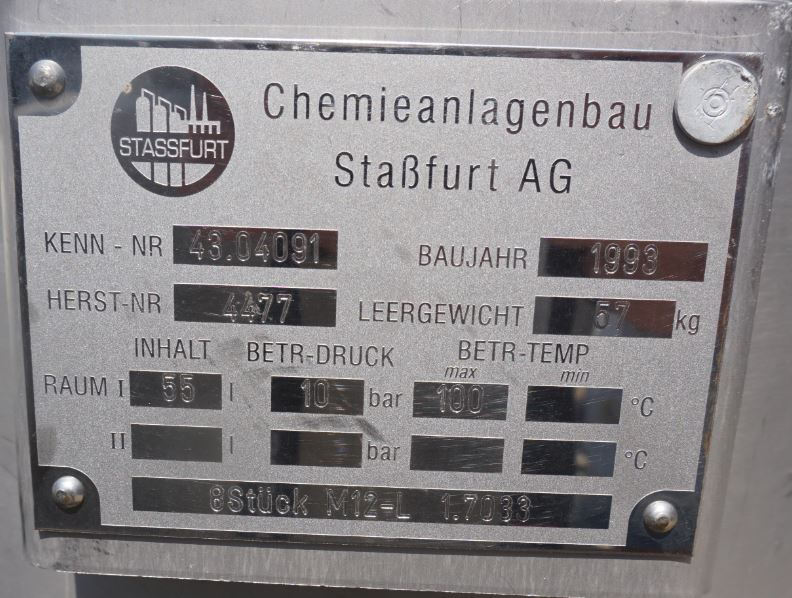 STASSFURT
Chemieanlagenbau
Staßfurt AG
KENN - NR 43.04091 BAUJAHR 1993
HERST-NR 4477 LEERGEWICHT 57 kg
INHALT BETR-DRUCK BETR-TEMP
max min
RAUM I 55 l 10 bar 100 °C
II l bar °C
8Stück M12-L 1.7033